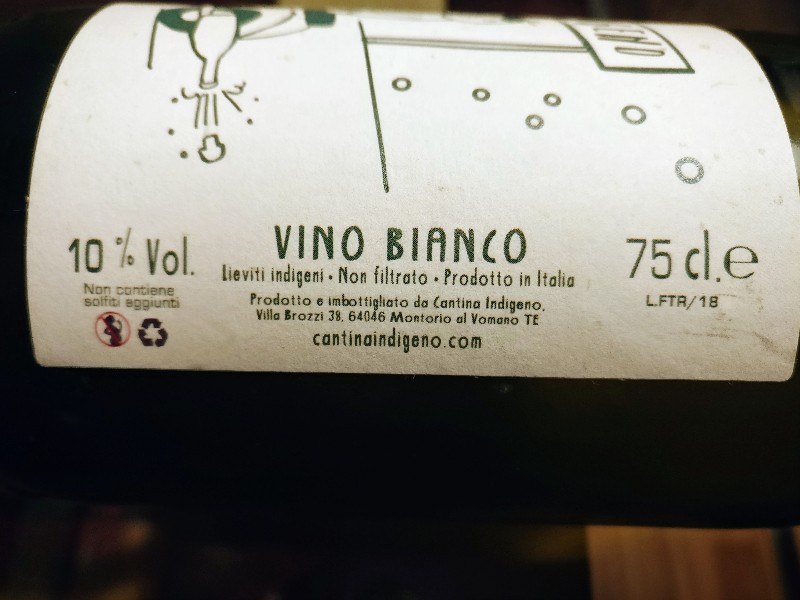 10 % Vol.
Non contiene
solfiti aggiunti
VINO BIANCO
Lieviti indigeni • Non filtrato • Prodotto in Italia
Prodotto e imbottigliato da Cantina Indigeno,
Villa Brozzi 38, 64046 Montorio al Vomano TE
cantinaindigeno.com
75 cl.e
L.FTR/18